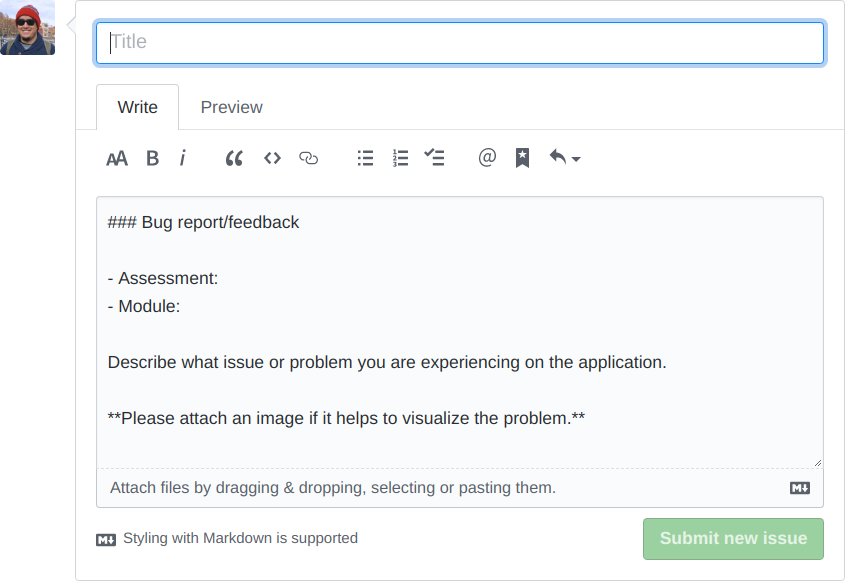 Title
Write Preview
AA B i
### Bug report/feedback
- Assessment:
- Module:
Describe what issue or problem you are experiencing on the application.
**Please attach an image if it helps to visualize the problem.**
Attach files by dragging & dropping, selecting or pasting them.
Styling with Markdown is supported
Submit new issue